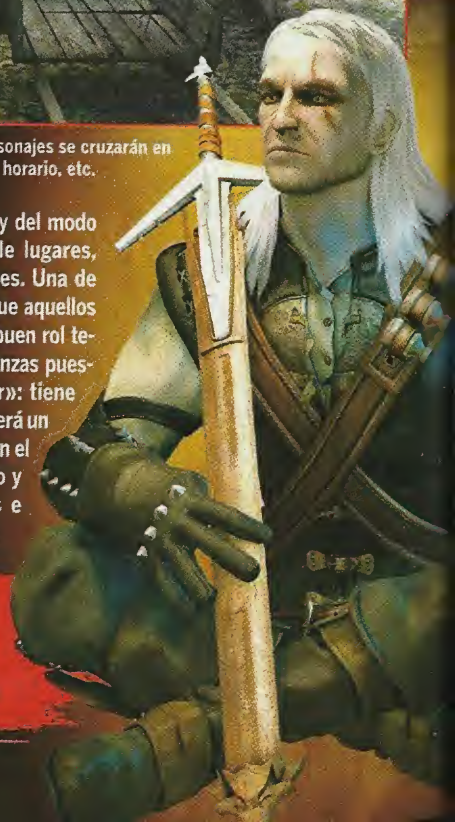 sonajes se cruzarán en
horario, etc.
y del modo
le lugares,
es. Una de
ue aquellos
buen rol te-
nzas pues-
r»: tiene
erá un
n el
o y
s e